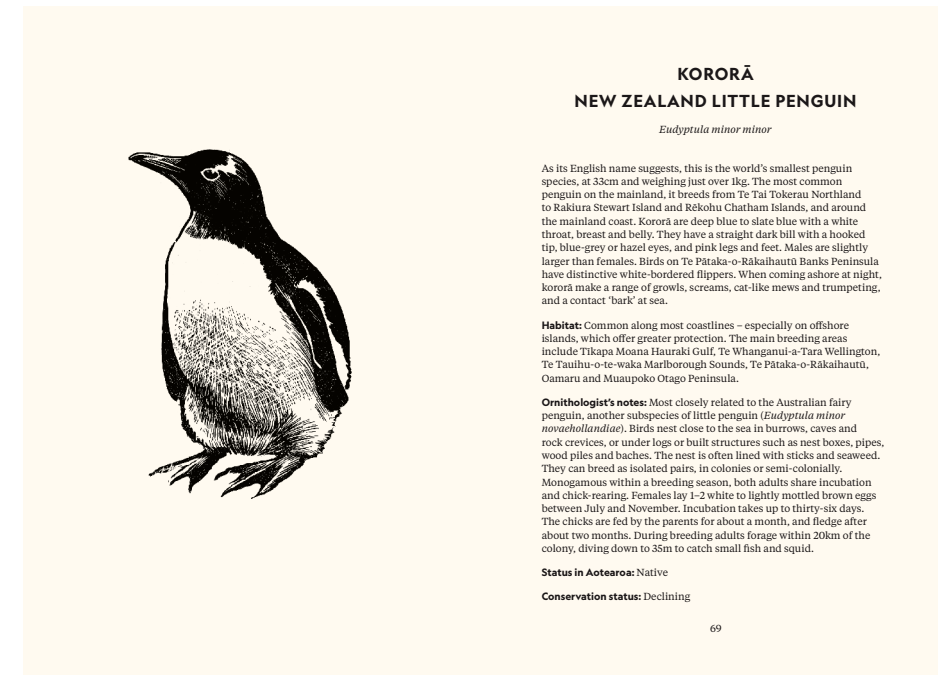 KORORĀ
NEW ZEALAND LITTLE PENGUIN
Eudyptula minor minor
As its English name suggests, this is the world's smallest penguin
species, at 33cm and weighing just over 1kg. The most common
penguin on the mainland, it breeds from Te Tai Tokerau Northland
to Rakiura Stewart Island and Rēkohu Chatham Islands, and around
the mainland coast. Kororā are deep blue to slate blue with a white
throat, breast and belly. They have a straight dark bill with a hooked
tip, blue-grey or hazel eyes, and pink legs and feet. Males are slightly
larger than females. Birds on Te Pātaka-o-Rākaihautū Banks Peninsula
have distinctive white-bordered flippers. When coming ashore at night,
kororā make a range of growls, screams, cat-like mews and trumpeting,
and a contact ‘bark’ at sea.
Habitat: Common along most coastlines – especially on offshore
islands, which offer greater protection. The main breeding areas
include Tikapa Moana Hauraki Gulf, Te Whanganui-a-Tara Wellington,
Te Tauihu-o-te-waka Marlborough Sounds, Te Pātaka-o-Rākaihautū,
Oamaru and Muaupoko Otago Peninsula.
Ornithologist's notes: Most closely related to the Australian fairy
penguin, another subspecies of little penguin (Eudyptula minor
novaehollandiae). Birds nest close to the sea in burrows, caves and
rock crevices, or under logs or built structures such as nest boxes, pipes,
wood piles and baches. The nest is often lined with sticks and seaweed.
They can breed as isolated pairs, in colonies or semi-colonially.
Monogamous within a breeding season, both adults share incubation
and chick-rearing. Females lay 1–2 white to lightly mottled brown eggs
between July and November. Incubation takes up to thirty-six days.
The chicks are fed by the parents for about a month, and fledge after
about two months. During breeding adults forage within 20km of the
colony, diving down to 35m to catch small fish and squid.
Status in Aotearoa: Native
Conservation status: Declining
69